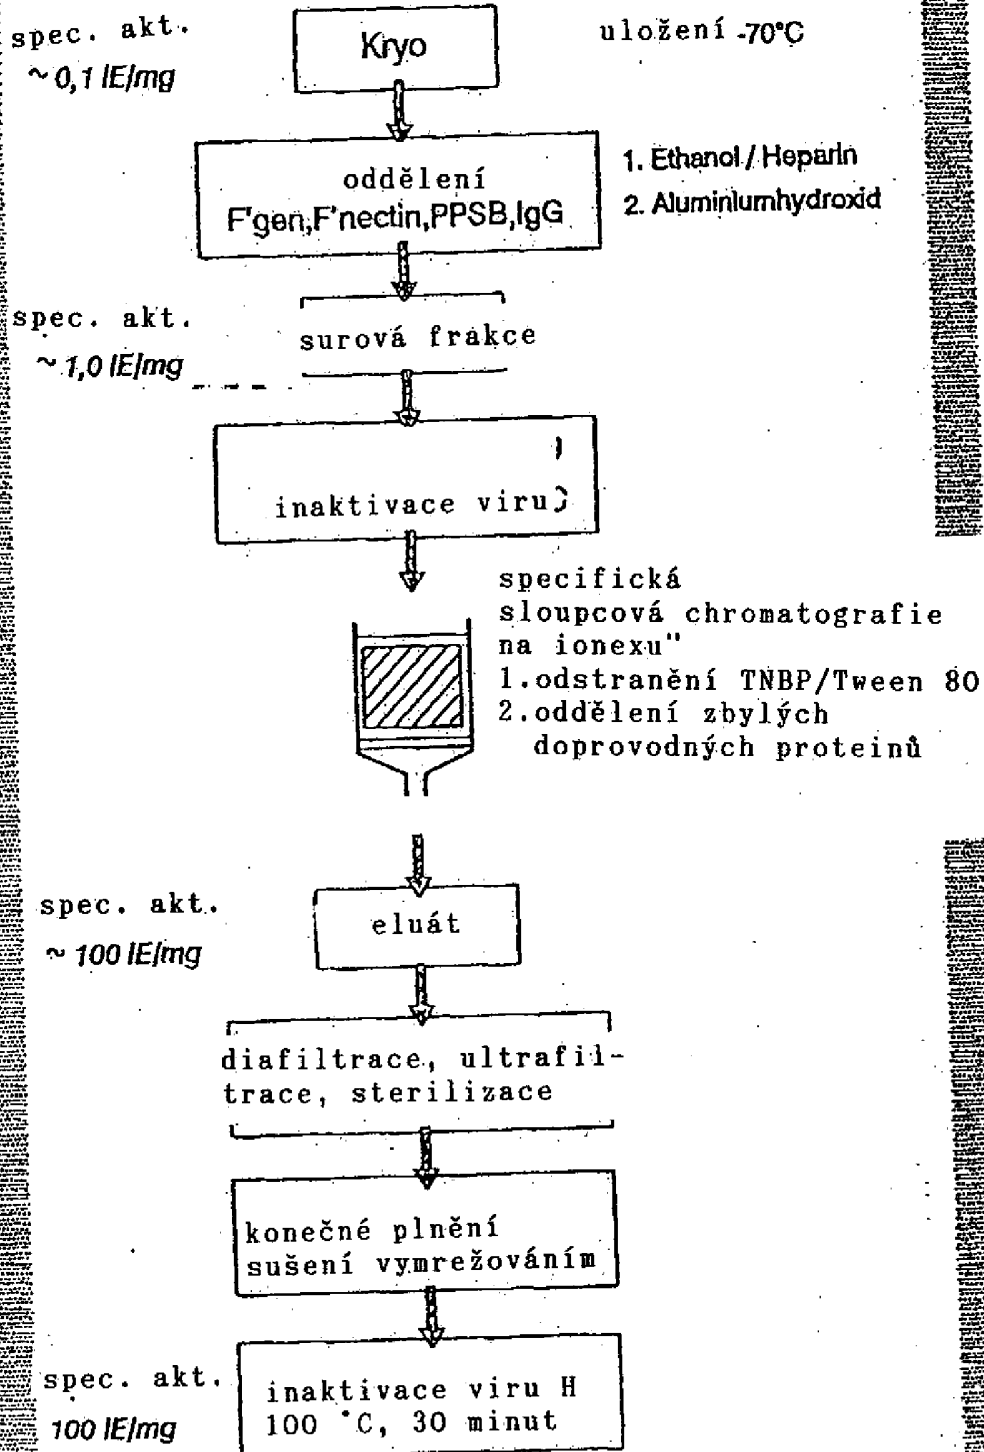 spec. akt.
~ 0,1 IE/mg
Kryo
uložení -70°C
oddělení
F'gen,F'nectin,PPSB,IgG
1. Ethanol / Heparin
2. Aluminiumhydroxid
spec. akt.
~ 1,0 IE/mg
surová frakce
inaktivace viru
specifická
sloupcová chromatografie
na ionexu"
1.odstranění TNBP/Tween 80
2.oddělení zbylých
doprovodných proteinů
spec. akt.
~ 100 IE/mg
eluát
diafiltrace, ultrafil-
trace, sterilizace
konečné plnění
sušení vymrežováním
spec. akt.
100 IE/mg
inaktivace viru H
100 °C, 30 minut